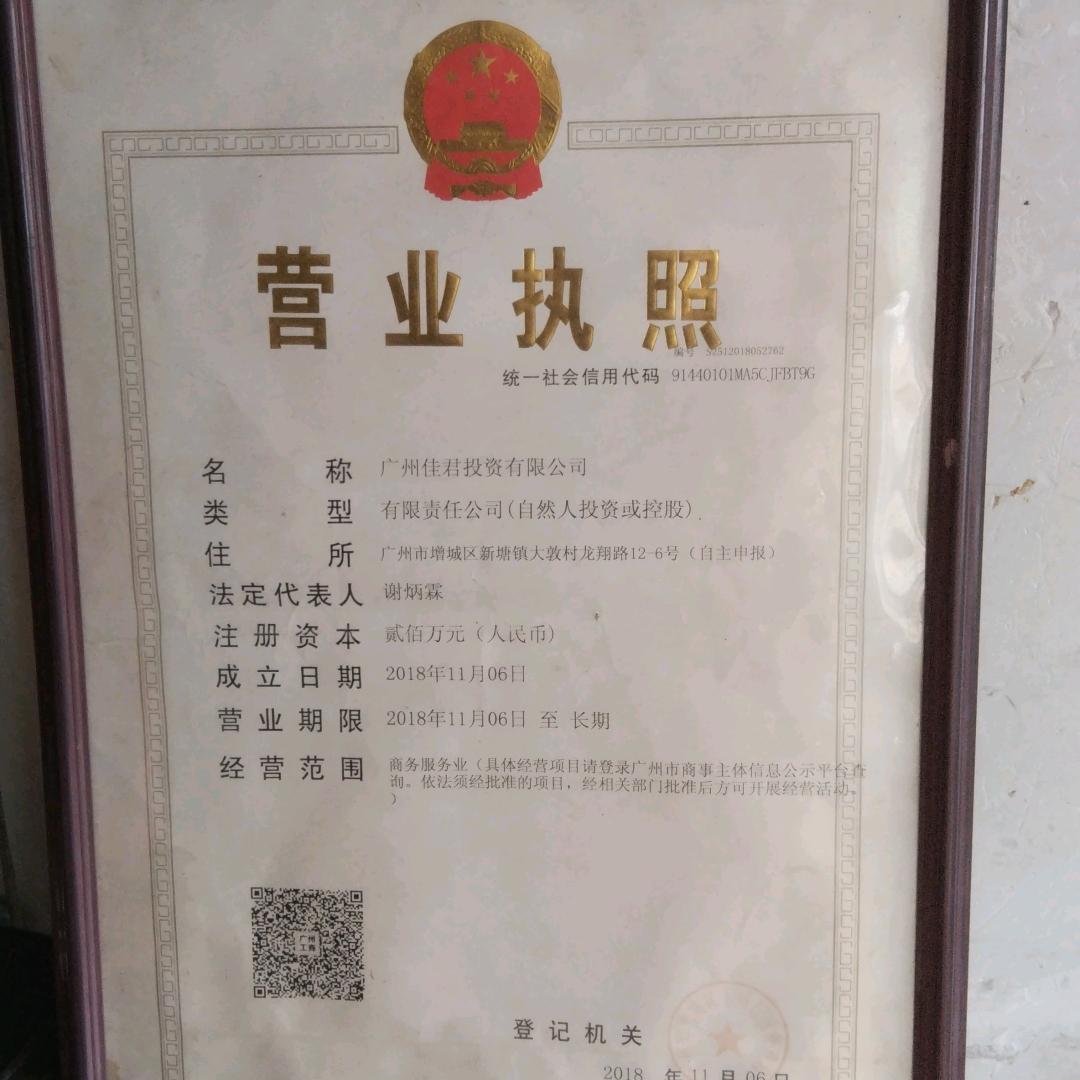 营业执照
编号 S2512018052762
统一社会信用代码 91440101MA5CJFBT9G
名称 广州佳君投资有限公司
类型 有限责任公司(自然人投资或控股)
住所 广州市增城区新塘镇大敦村龙翔路12-6号（自主申报）
法定代表人 谢炳霖
注册资本 贰佰万元（人民币）
成立日期 2018年11月06日
营业期限 2018年11月06日 至 长期
经营范围 商务服务业（具体经营项目请登录广州市商事主体信息公示平台查
询。依法须经批准的项目，经相关部门批准后方可开展经营活动。
）
广州
工商
登记机关
2018 年 11 月 06 日